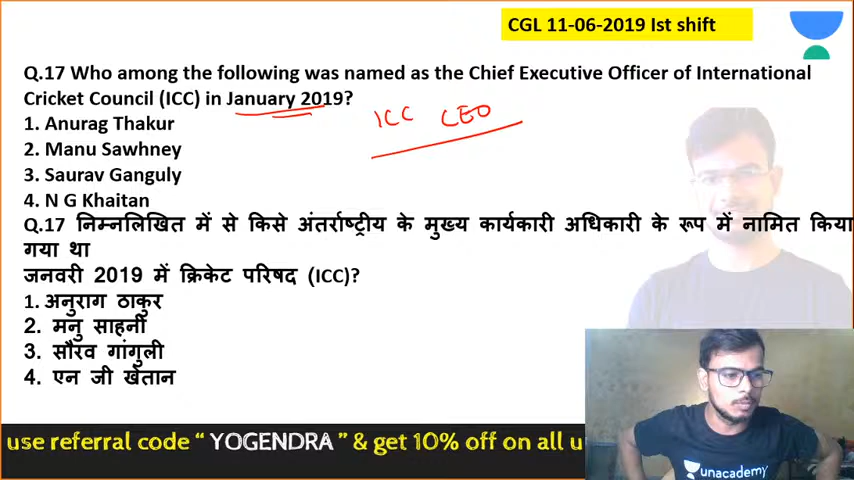 CGL 11-06-2019 Ist shift
Q.17 Who among the following was named as the Chief Executive Officer of International
Cricket Council (ICC) in January 2019?
ICC CEO
1. Anurag Thakur
2. Manu Sawhney
3. Saurav Ganguly
4. N G Khaitan
Q.17 निम्नलिखित में से किसे अंतर्राष्ट्रीय के मुख्य कार्यकारी अधिकारी के रूप में नामित किया
गया था
जनवरी 2019 में क्रिकेट परिषद (ICC)?
1. अनुराग ठाकुर
2. मनु साहनी
3. सौरव गांगुली
4. एन जी खेतान
use referral code “ YOGENDRA ” & get 10% off on all u
unacademy